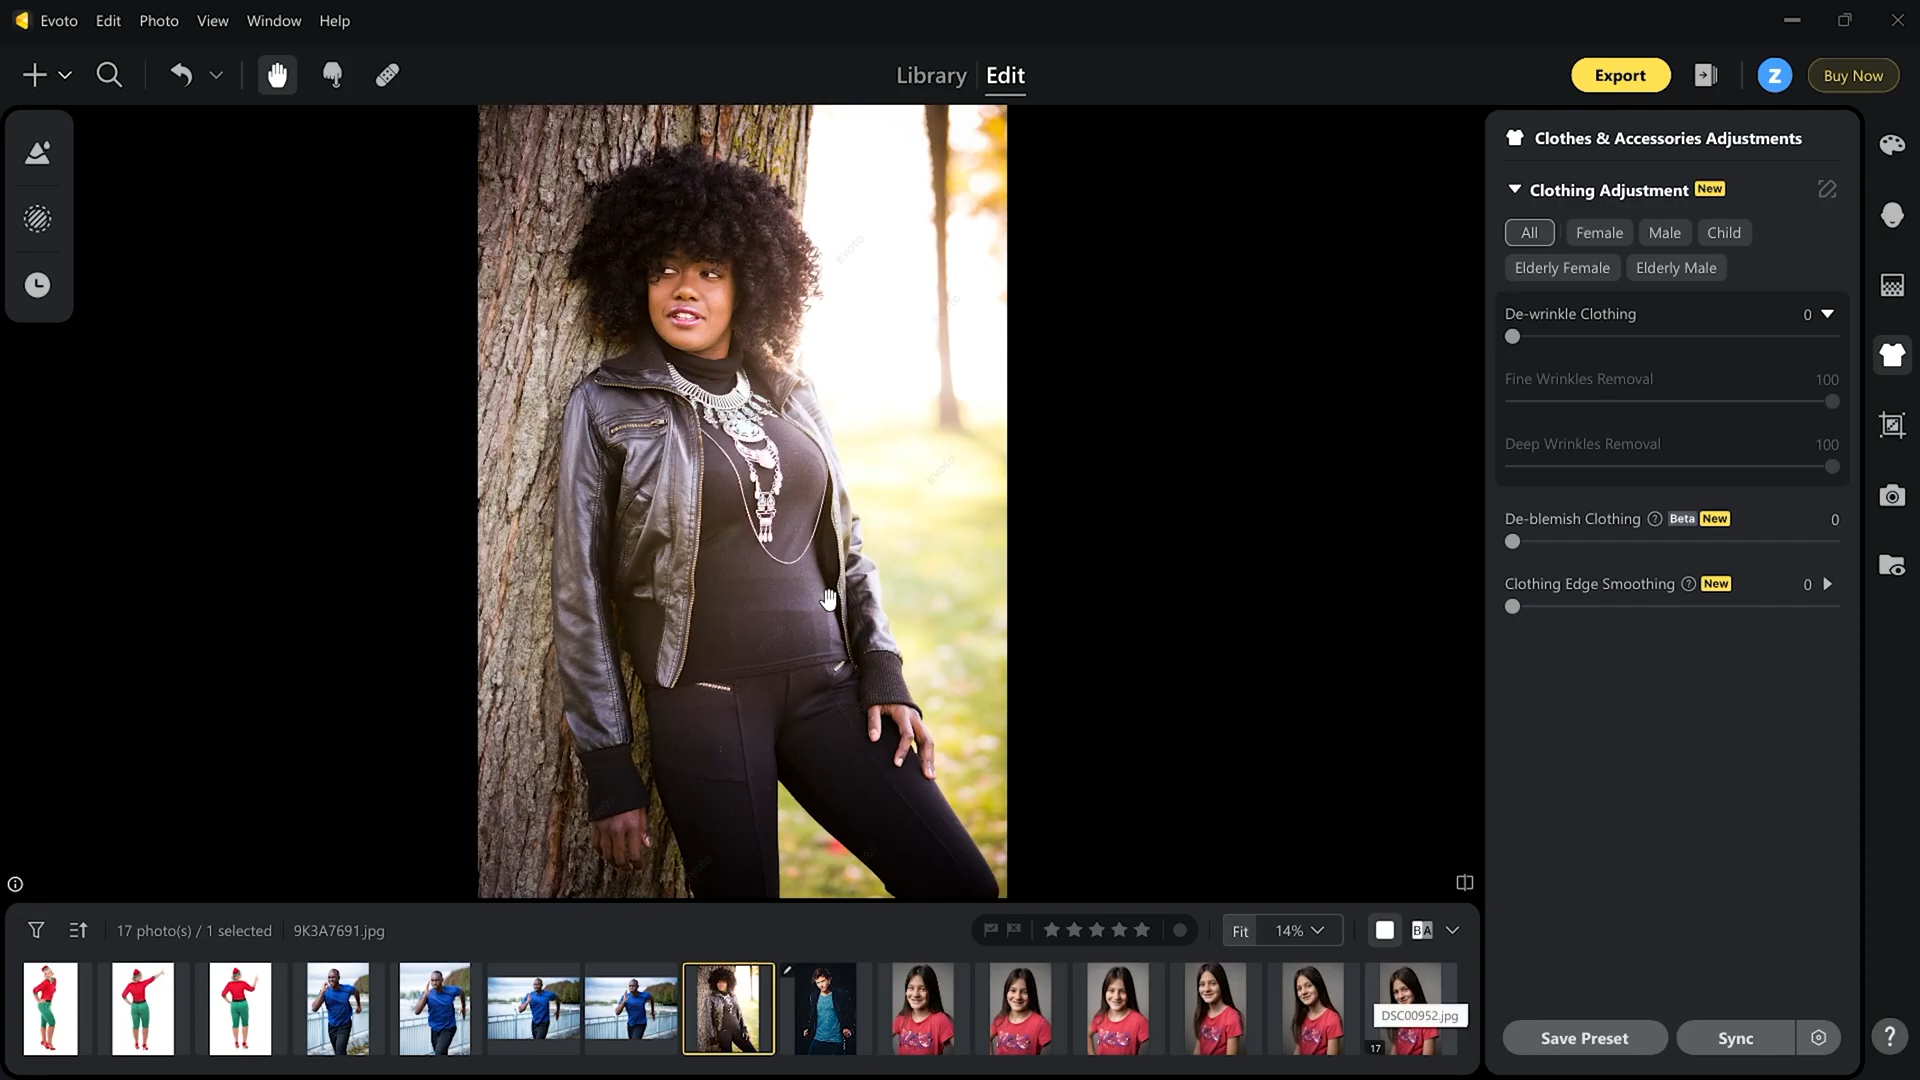 Evoto Edit Photo View Window Help
Library Edit
Export
Z
Buy Now
Clothes & Accessories Adjustments
Clothing Adjustment New
All Female Male Child
Elderly Female Elderly Male
De-wrinkle Clothing 0
Fine Wrinkles Removal 100
Deep Wrinkles Removal 100
De-blemish Clothing ? Beta New 0
Clothing Edge Smoothing ? New 0
evoto
evoto
17 photo(s) / 1 selected 9K3A7691.jpg
Fit 14%
BA
DSC00952.jpg
17
Save Preset Sync
?